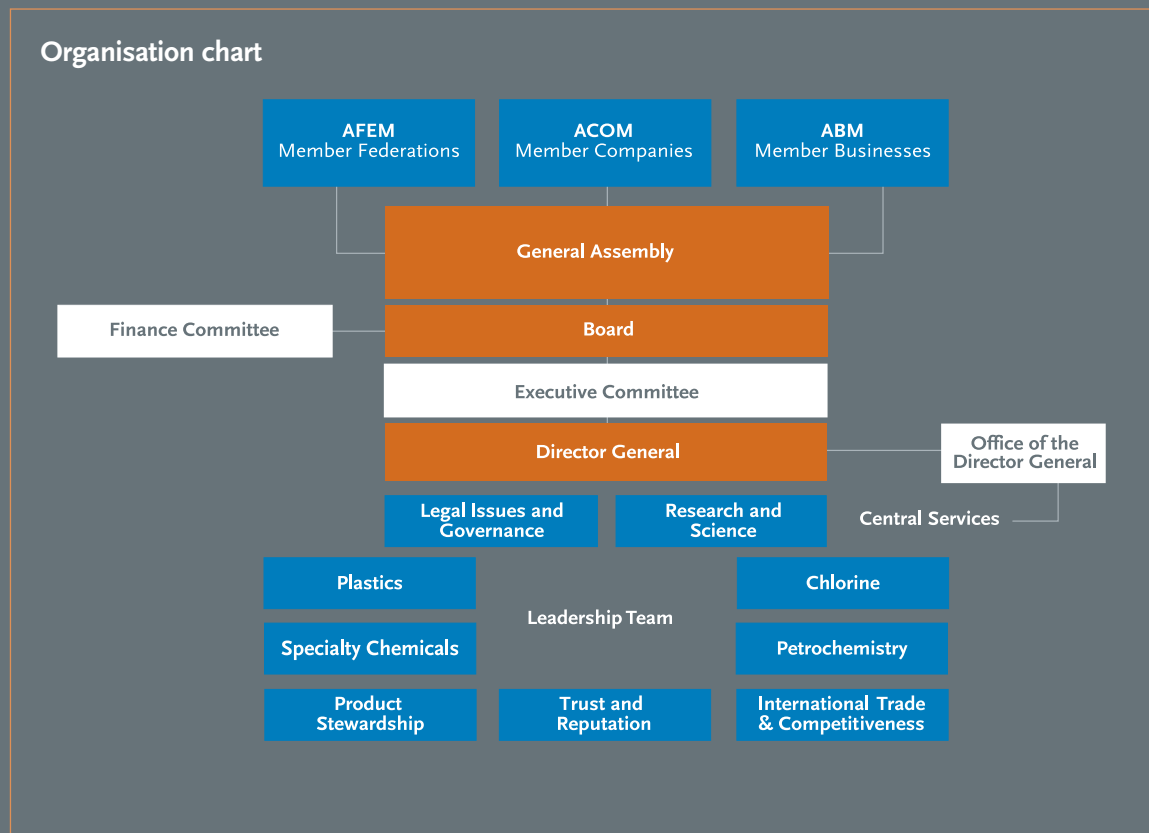 Organisation chart
AFEM
Member Federations
ACOM
Member Companies
ABM
Member Businesses
General Assembly
Finance Committee
Board
Executive Committee
Director General
Office of the
Director General
Legal Issues and
Governance
Research and
Science
Central Services
Plastics
Chlorine
Leadership Team
Specialty Chemicals
Petrochemistry
Product
Stewardship
Trust and
Reputation
International Trade
& Competitiveness